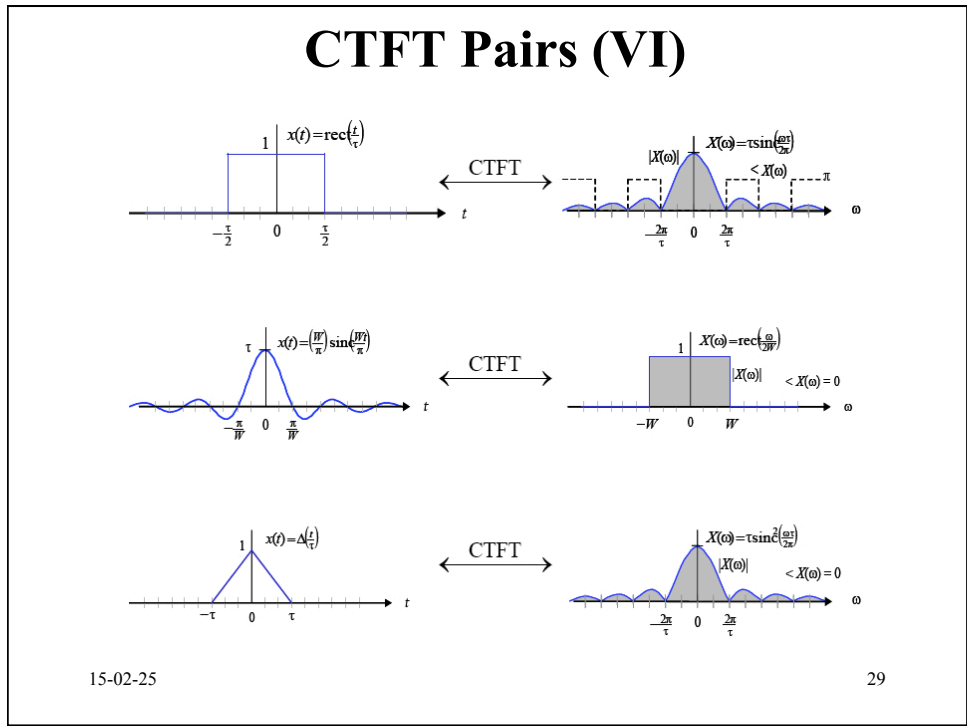 CTFT Pairs (VI)
1 x(t)=rect(t/τ)
CTFT
|X(ω)| X(ω)=τsinc(ωτ/2π)
< X(ω)
π
t
ω
−τ/2 0 τ/2
−2π/τ 0 2π/τ
τ x(t)=(W/π)sinc(Wt/π)
CTFT
1 X(ω)=rect(ω/2W)
|X(ω)| < X(ω) = 0
t
ω
−π/W 0 π/W
−W 0 W
1 x(t)=Δ(t/τ)
CTFT
X(ω)=τsinc²(ωτ/2π)
|X(ω)| < X(ω) = 0
t
ω
−τ 0 τ
−2π/τ 0 2π/τ
15-02-25 29